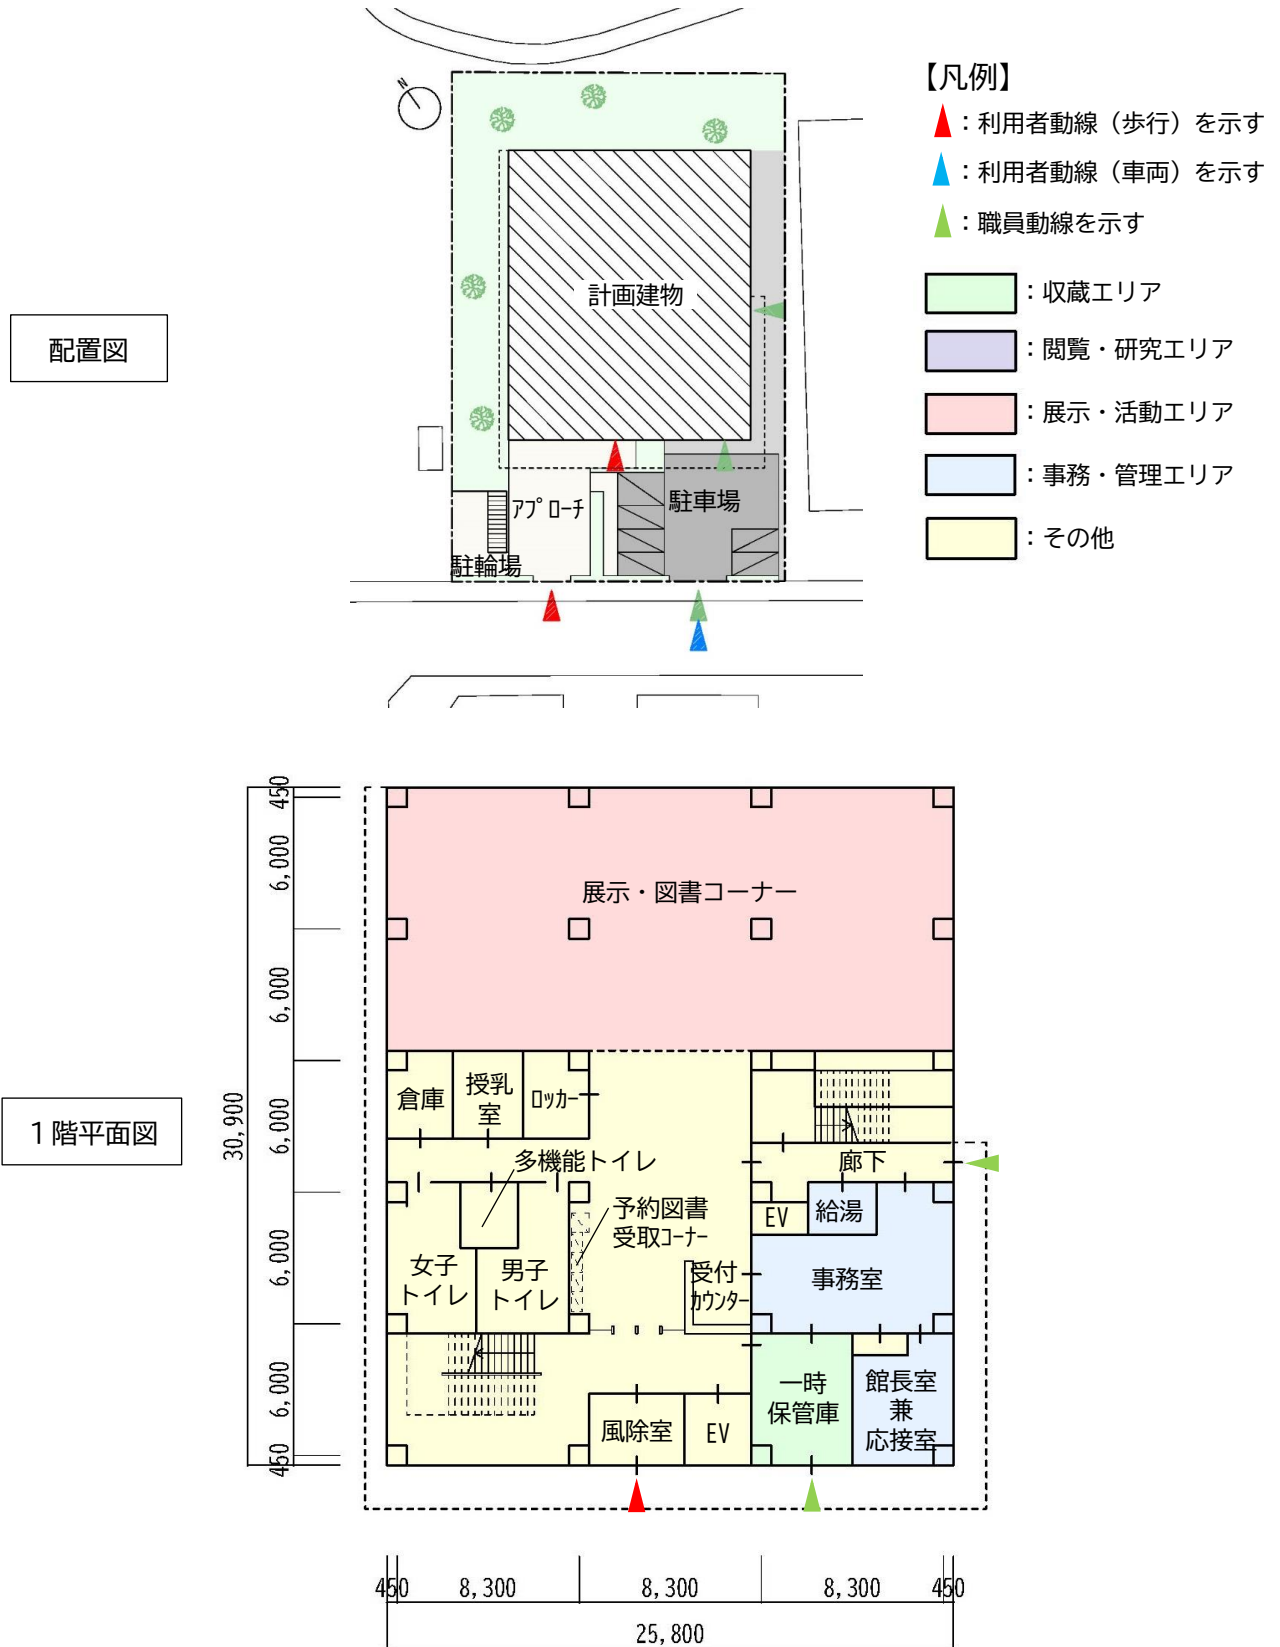 【凡例】
：利用者動線（歩行）を示す
：利用者動線（車両）を示す
：職員動線を示す
：収蔵エリア
：閲覧・研究エリア
：展示・活動エリア
：事務・管理エリア
：その他
配置図
N
計画建物
ｱﾌﾟﾛｰﾁ
駐車場
駐輪場
1階平面図
450
6,000
6,000
6,000
6,000
6,000
450
30,900
展示・図書コーナー
倉庫
授乳
室
ﾛｯｶｰ
多機能トイレ
廊下
予約図書
受取ｺｰﾅｰ
EV
給湯
女子
トイレ
男子
トイレ
受付
ｶｳﾝﾀｰ
事務室
一時
保管庫
館長室
兼
応接室
風除室
EV
450
8,300
8,300
8,300
450
25,800